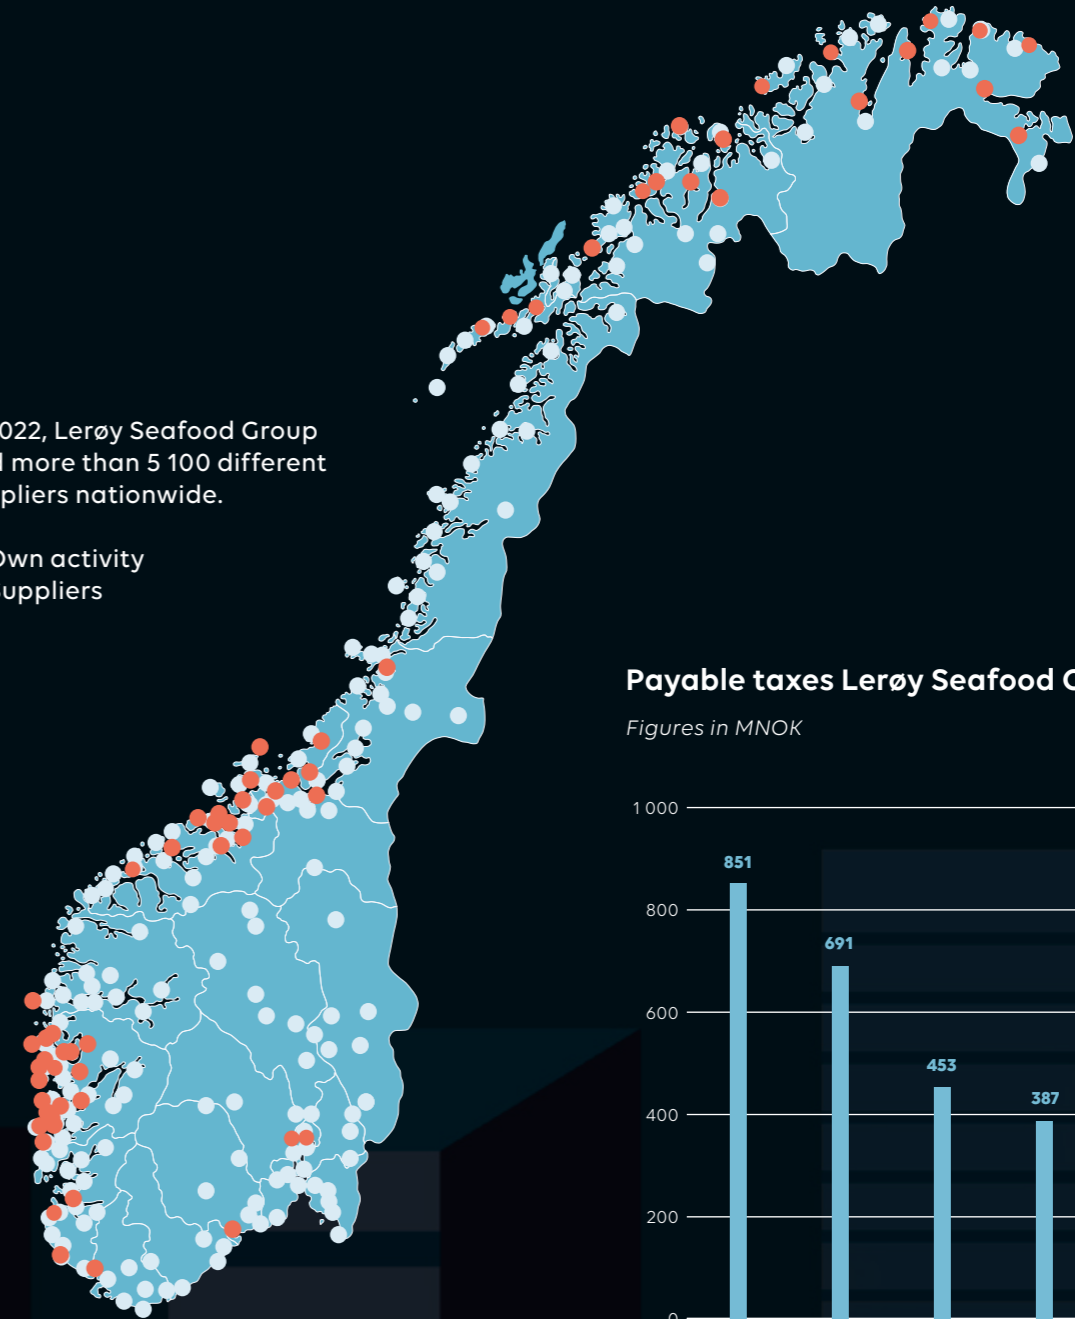 022, Lerøy Seafood Group
more than 5 100 different
pliers nationwide.
Own activity
uppliers
Payable taxes Lerøy Seafood
Figures in MNOK
1 000
851
800
691
600
453
400
387
200
0